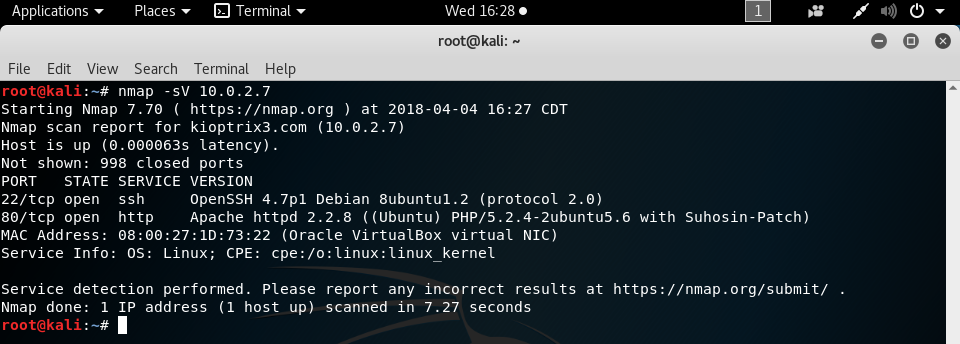 Applications Places Terminal Wed 16:28 1
root@kali: ~
File Edit View Search Terminal Help
root@kali:~# nmap -sV 10.0.2.7
Starting Nmap 7.70 ( https://nmap.org ) at 2018-04-04 16:27 CDT
Nmap scan report for kioptrix3.com (10.0.2.7)
Host is up (0.000063s latency).
Not shown: 998 closed ports
PORT   STATE SERVICE VERSION
22/tcp open  ssh     OpenSSH 4.7p1 Debian 8ubuntu1.2 (protocol 2.0)
80/tcp open  http    Apache httpd 2.2.8 ((Ubuntu) PHP/5.2.4-2ubuntu5.6 with Suhosin-Patch)
MAC Address: 08:00:27:1D:73:22 (Oracle VirtualBox virtual NIC)
Service Info: OS: Linux; CPE: cpe:/o:linux:linux_kernel

Service detection performed. Please report any incorrect results at https://nmap.org/submit/ .
Nmap done: 1 IP address (1 host up) scanned in 7.27 seconds
root@kali:~#